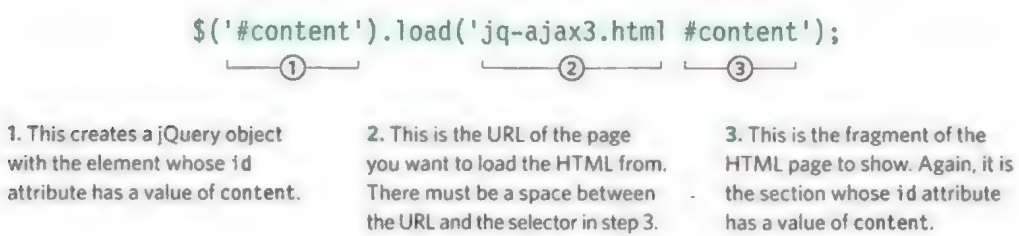 $('#content').load('jq-ajax3.html #content');
1 2 3
1. This creates a jQuery object
with the element whose id
attribute has a value of content.
2. This is the URL of the page
you want to load the HTML from.
There must be a space between
the URL and the selector in step 3.
3. This is the fragment of the
HTML page to show. Again, it is
the section whose id attribute
has a value of content.